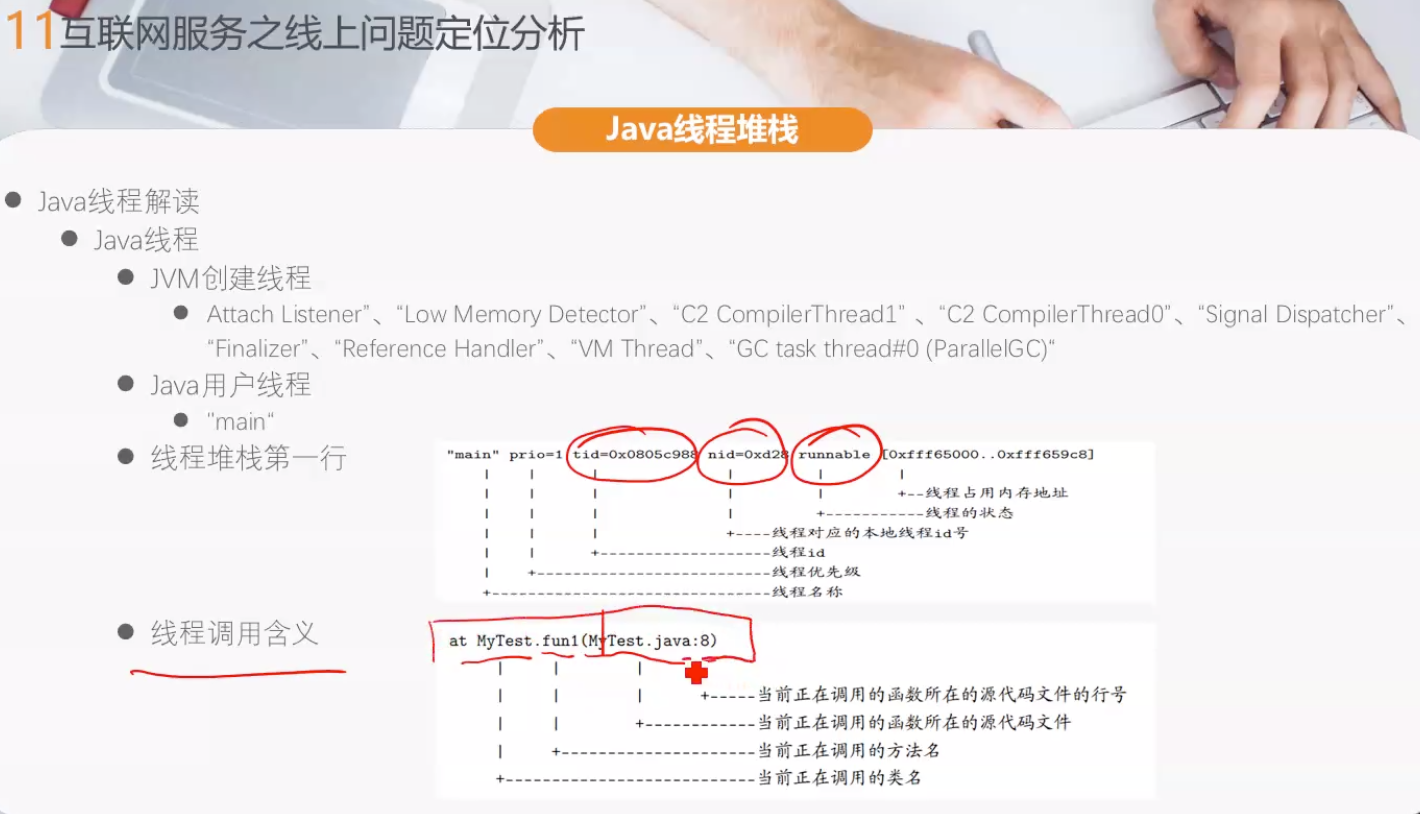 11互联网服务之线上问题定位分析
Java线程堆栈
Java线程解读
Java线程
JVM创建线程
Attach Listener”、“Low Memory Detector”、“C2 CompilerThread1” 、“C2 CompilerThread0”、“Signal Dispatcher”、
“Finalizer”、“Reference Handler”、“VM Thread”、“GC task thread#0 (ParallelGC)“
Java用户线程
"main“
线程堆栈第一行
"main" prio=1 tid=0x0805c988 nid=0xd28 runnable [0xfff65000..0xfff659c8]
+--线程占用内存地址
+-----------线程的状态
+----线程对应的本地线程id号
+-------------------线程id
+--------------------------线程优先级
+-------------------------------线程名称
线程调用含义
at MyTest.fun1(MyTest.java:8)
+-----当前正在调用的函数所在的源代码文件的行号
+------------当前正在调用的函数所在的源代码文件
+---------------------当前正在调用的方法名
+---------------------------当前正在调用的类名